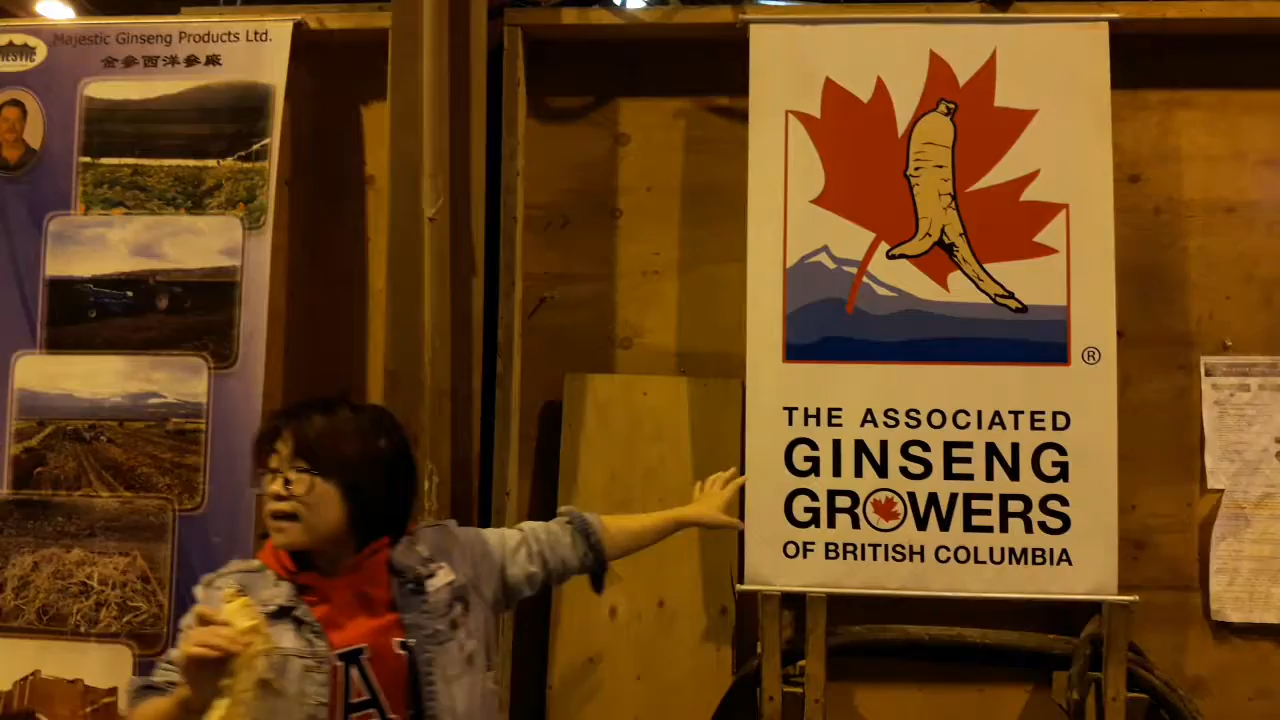 Majestic Ginseng Products Ltd.
金參西洋參廠
®
THE ASSOCIATED
GINSENG
GROWERS
OF BRITISH COLUMBIA
A